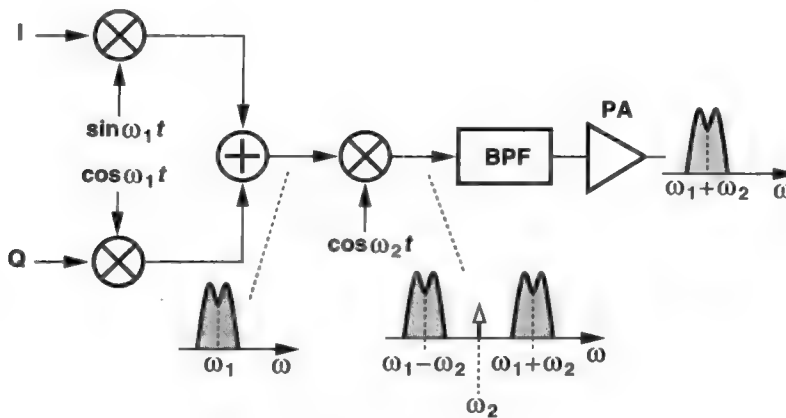 I
sin ω₁t
cos ω₁t
Q
cos ω₂t
BPF
PA
ω₁+ω₂
ω
ω₁
ω
ω₁−ω₂
ω₂
ω₁+ω₂
ω